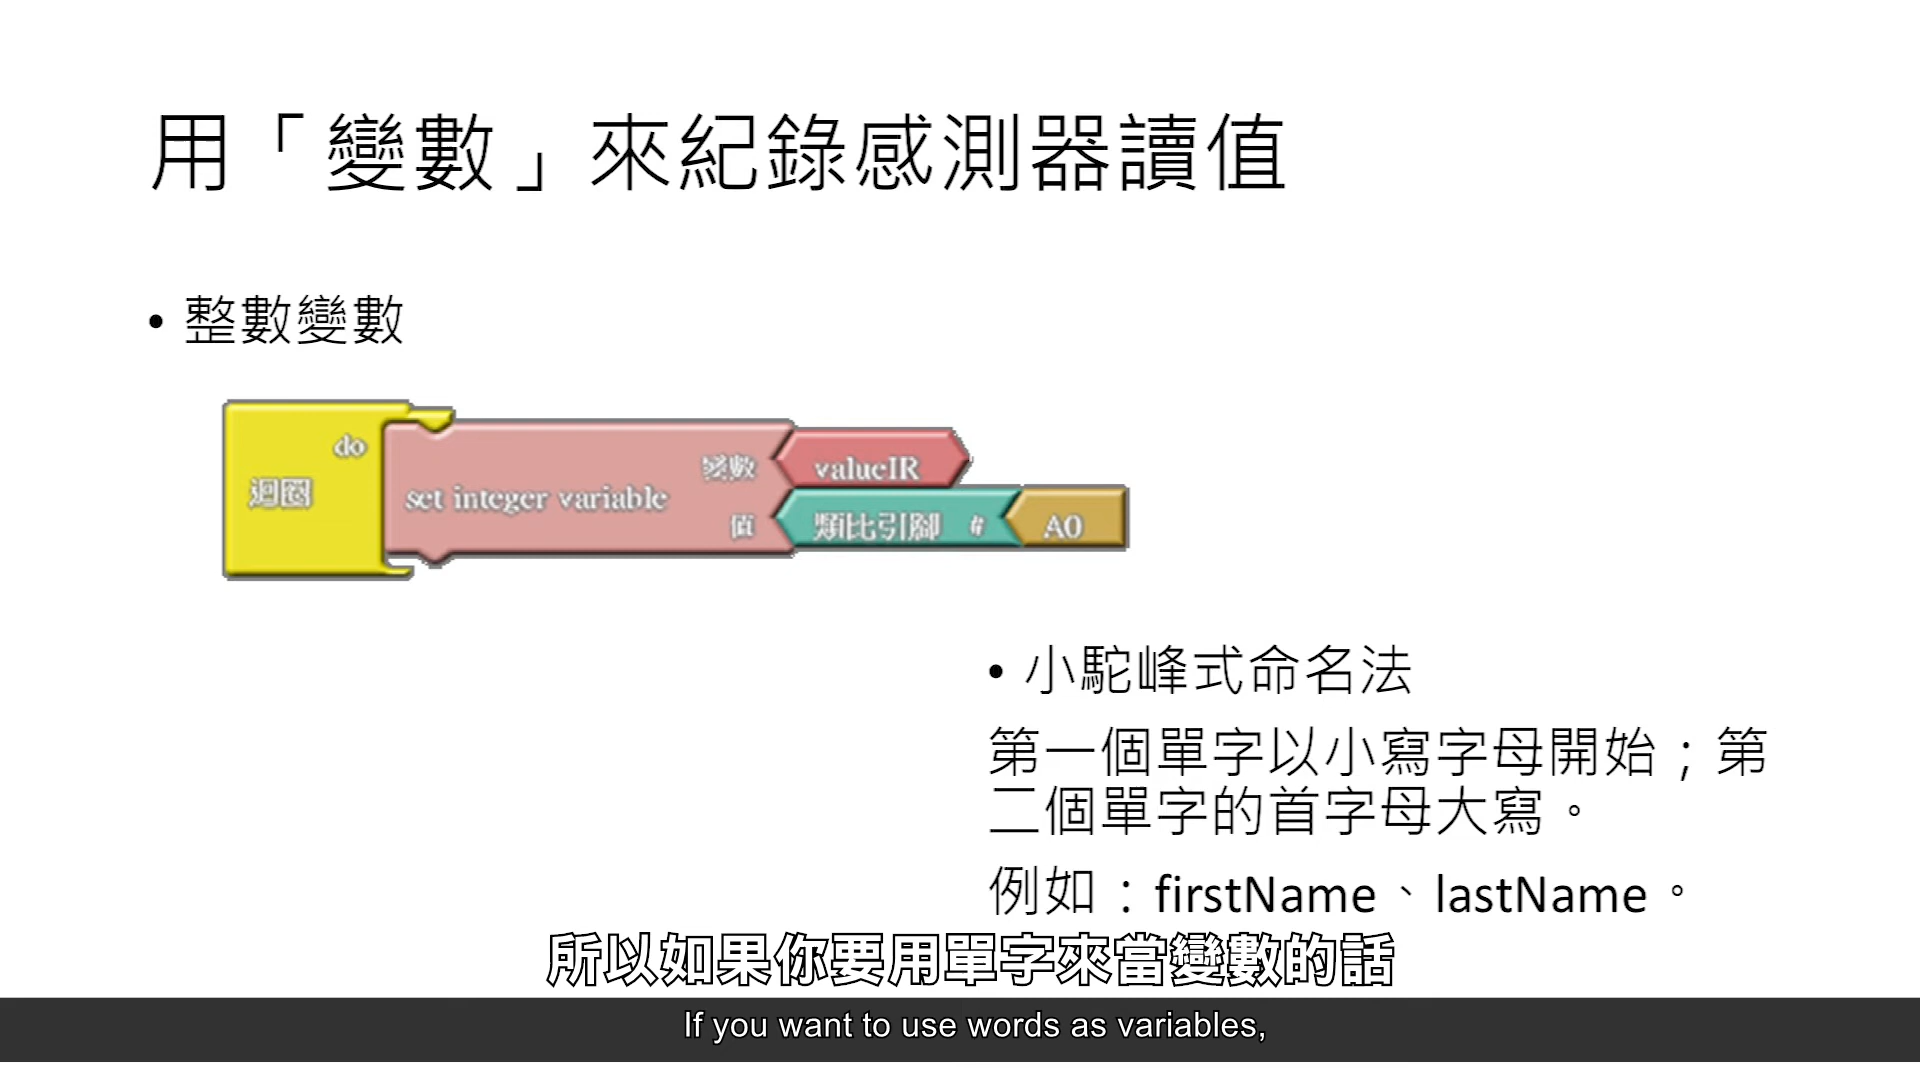 用「變數」來紀錄感測器讀值
• 整數變數
do
迴圈
set integer variable
變數
valueIR
值
類比引腳 #
A0
• 小駝峰式命名法
第一個單字以小寫字母開始；第
二個單字的首字母大寫。
例如：firstName、lastName。
所以如果你要用單字來當變數的話
If you want to use words as variables,